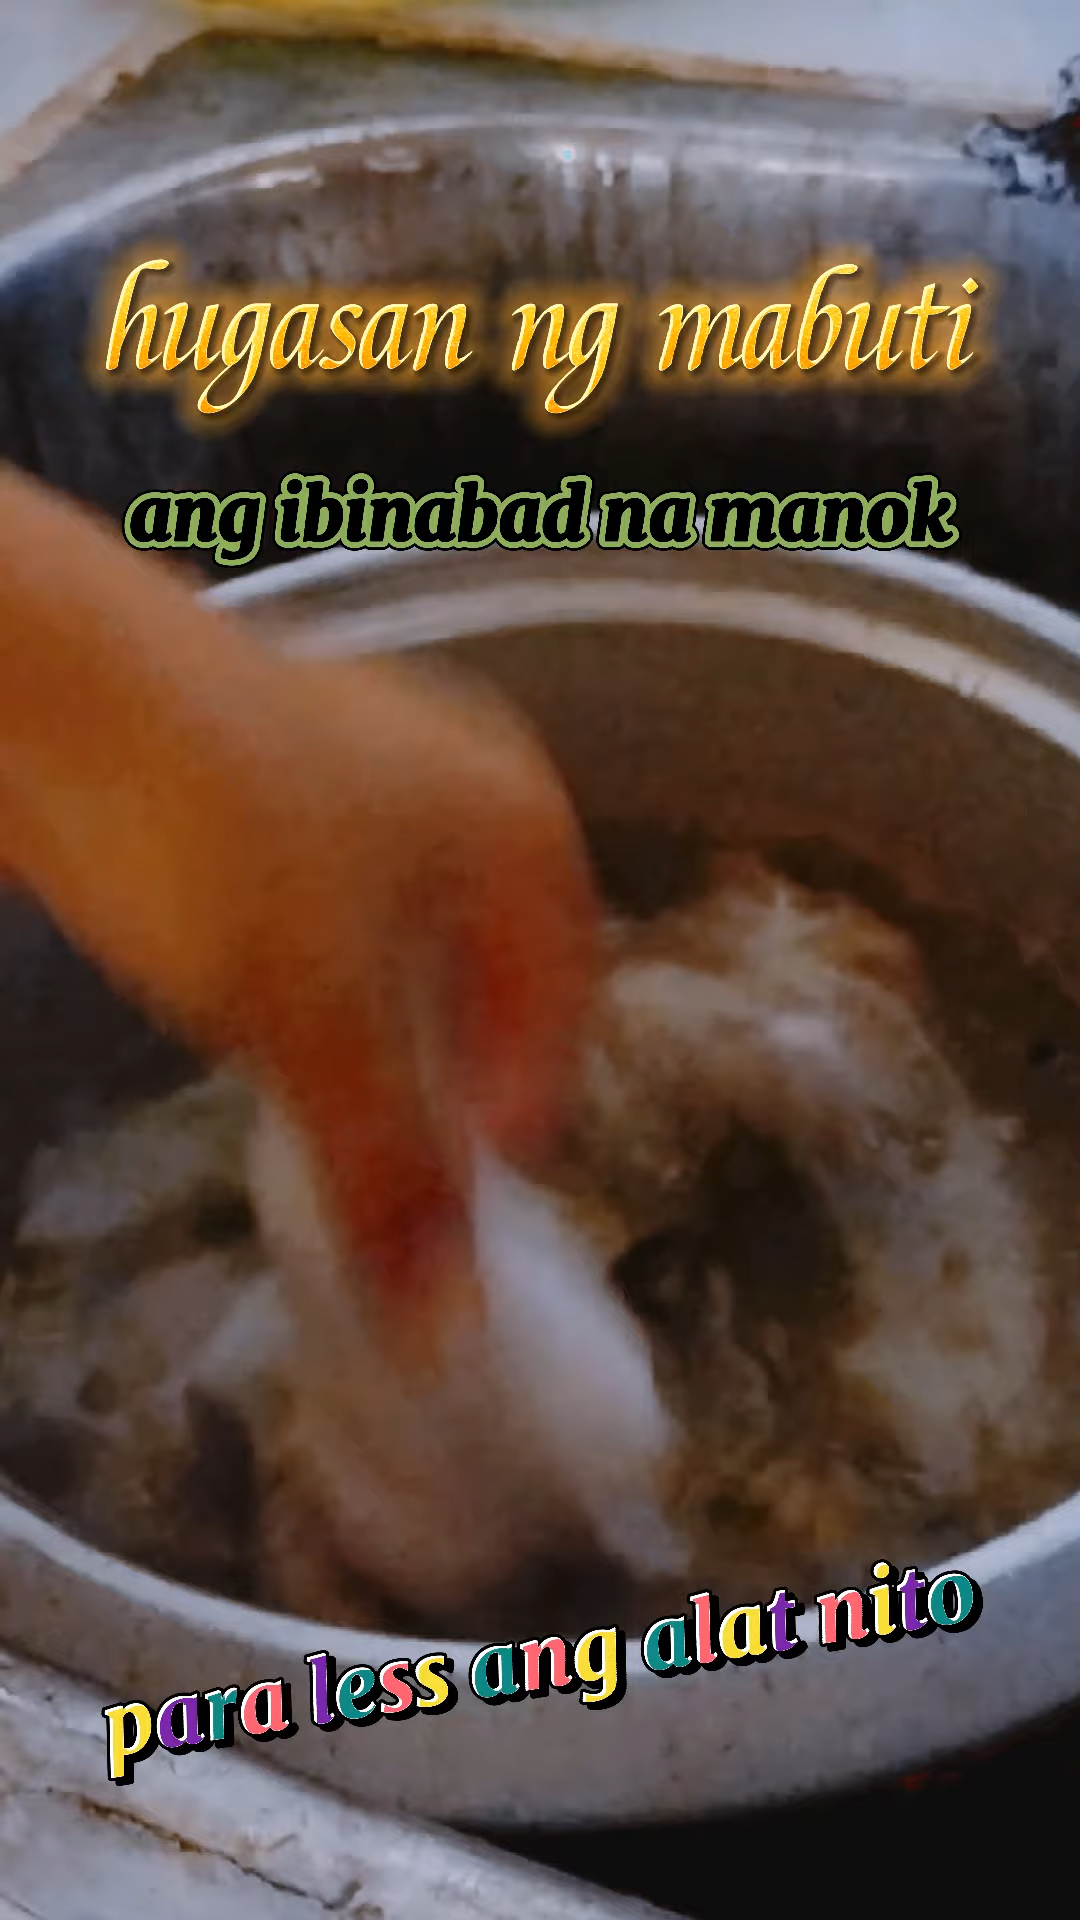 hugasan ng mabuti
ang ibinabad na manok
para less ang alat nito